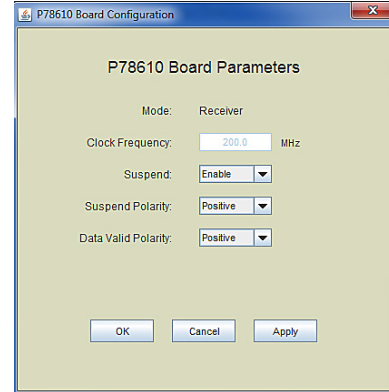 P78610 Board Configuration
P78610 Board Parameters
Mode: Receiver
Clock Frequency: 200.0 MHz
Suspend: Enable
Suspend Polarity: Positive
Data Valid Polarity: Positive
OK Cancel Apply